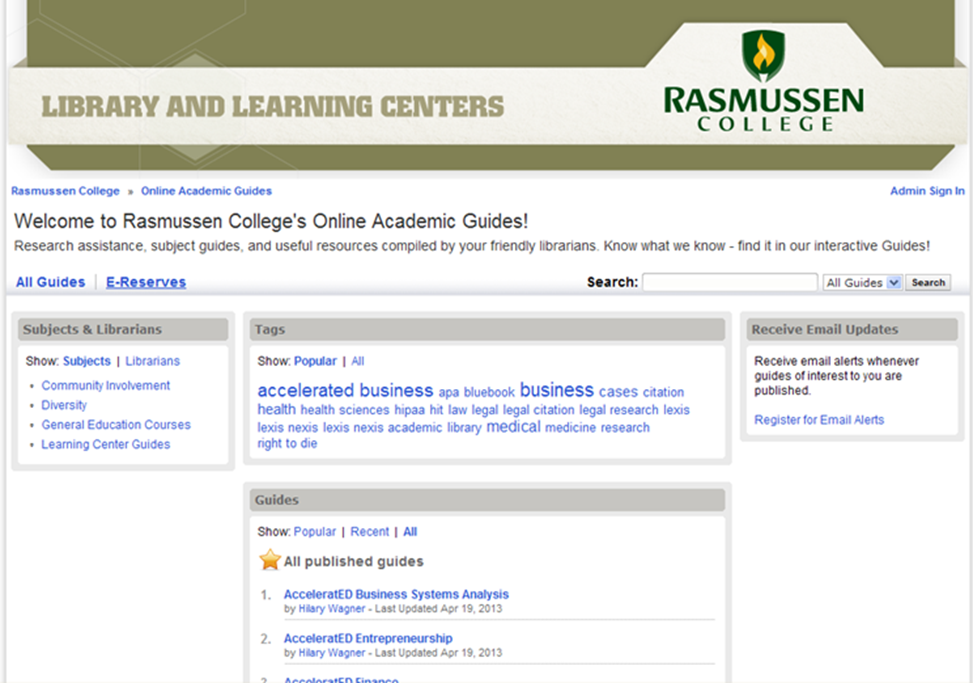 LIBRARY AND LEARNING CENTERS
RASMUSSEN
COLLEGE
Rasmussen College » Online Academic Guides
Admin Sign In
Welcome to Rasmussen College's Online Academic Guides!
Research assistance, subject guides, and useful resources compiled by your friendly librarians. Know what we know - find it in our interactive Guides!
All Guides | E-Reserves
Search: All Guides Search
Subjects & Librarians
Show: Subjects | Librarians
• Community Involvement
• Diversity
• General Education Courses
• Learning Center Guides
Tags
Show: Popular | All
accelerated business apa bluebook business cases citation
health health sciences hipaa hit law legal legal citation legal research lexis
lexis nexis lexis nexis academic library medical medicine research
right to die
Receive Email Updates
Receive email alerts whenever
guides of interest to you are
published.
Register for Email Alerts
Guides
Show: Popular | Recent | All
All published guides
1. AcceleratED Business Systems Analysis
by Hilary Wagner - Last Updated Apr 19, 2013
2. AcceleratED Entrepreneurship
by Hilary Wagner - Last Updated Apr 19, 2013
AcceleratED Finance